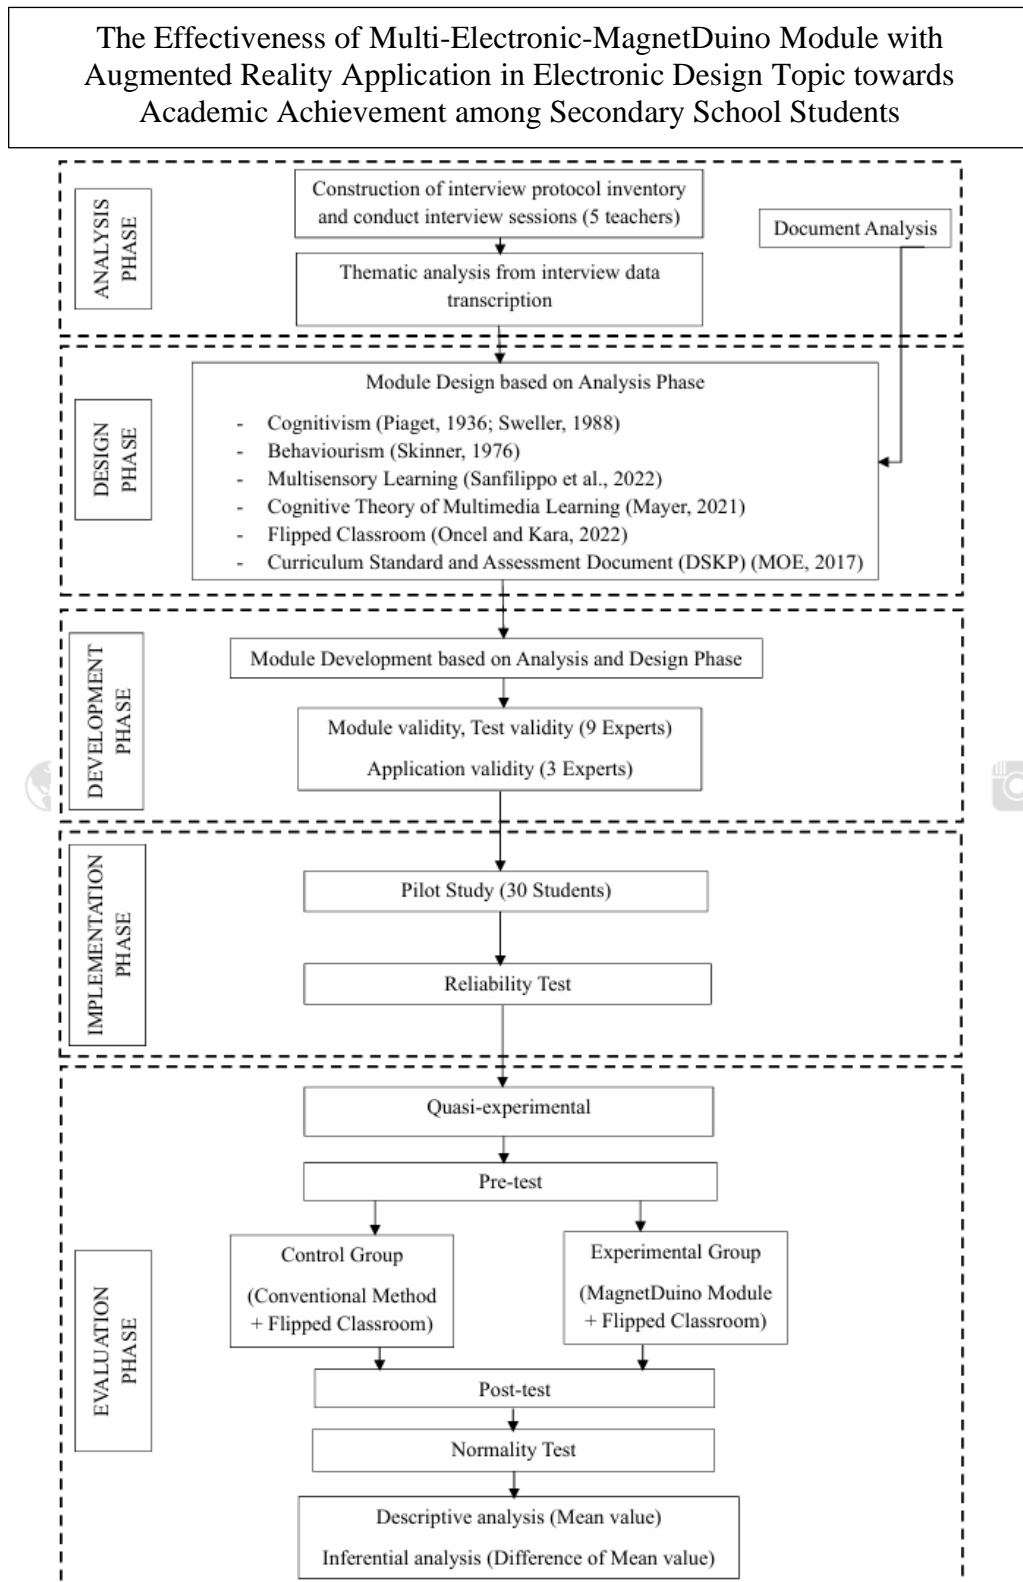 The Effectiveness of Multi-Electronic-MagnetDuino Module with
Augmented Reality Application in Electronic Design Topic towards
Academic Achievement among Secondary School Students
ANALYSIS
PHASE
Construction of interview protocol inventory
and conduct interview sessions (5 teachers)
Document Analysis
Thematic analysis from interview data
transcription
DESIGN
PHASE
Module Design based on Analysis Phase
- Cognitivism (Piaget, 1936; Sweller, 1988)
- Behaviourism (Skinner, 1976)
- Multisensory Learning (Sanfilippo et al., 2022)
- Cognitive Theory of Multimedia Learning (Mayer, 2021)
- Flipped Classroom (Oncel and Kara, 2022)
- Curriculum Standard and Assessment Document (DSKP) (MOE, 2017)
DEVELOPMENT
PHASE
Module Development based on Analysis and Design Phase
Module validity, Test validity (9 Experts)
Application validity (3 Experts)
IMPLEMENTATION
PHASE
Pilot Study (30 Students)
Reliability Test
EVALUATION
PHASE
Quasi-experimental
Pre-test
Control Group
(Conventional Method
+ Flipped Classroom)
Experimental Group
(MagnetDuino Module
+ Flipped Classroom)
Post-test
Normality Test
Descriptive analysis (Mean value)
Inferential analysis (Difference of Mean value)